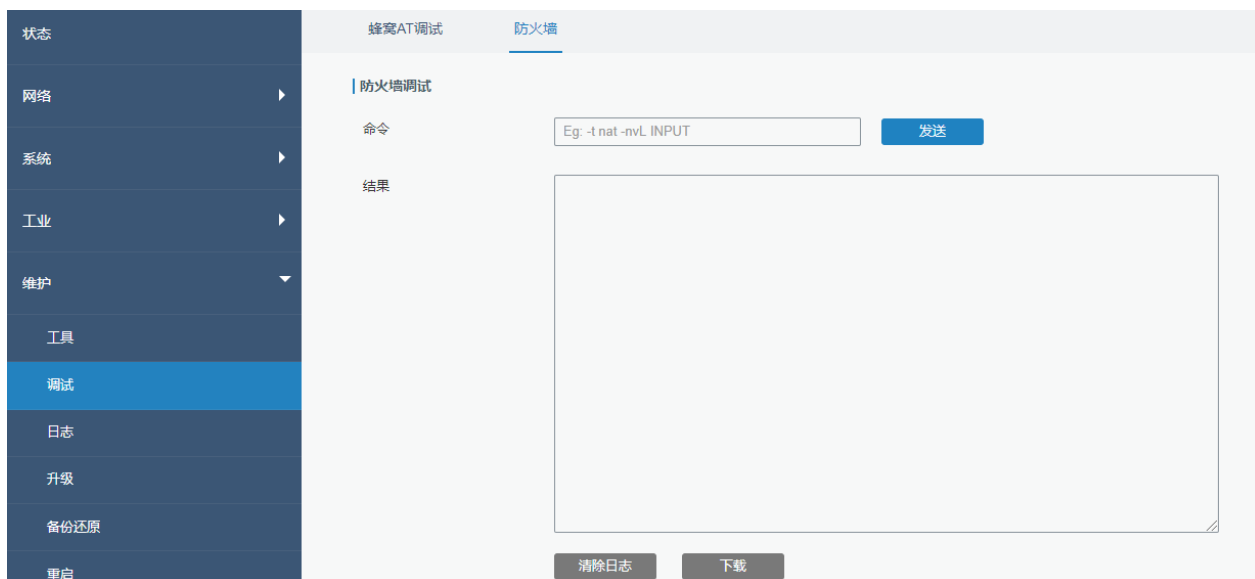 状态
网络
系统
工业
维护
工具
调试
日志
升级
备份还原
重启
蜂窝AT调试 防火墙
防火墙调试
命令 Eg: -t nat -nvL INPUT 发送
结果
清除日志 下载